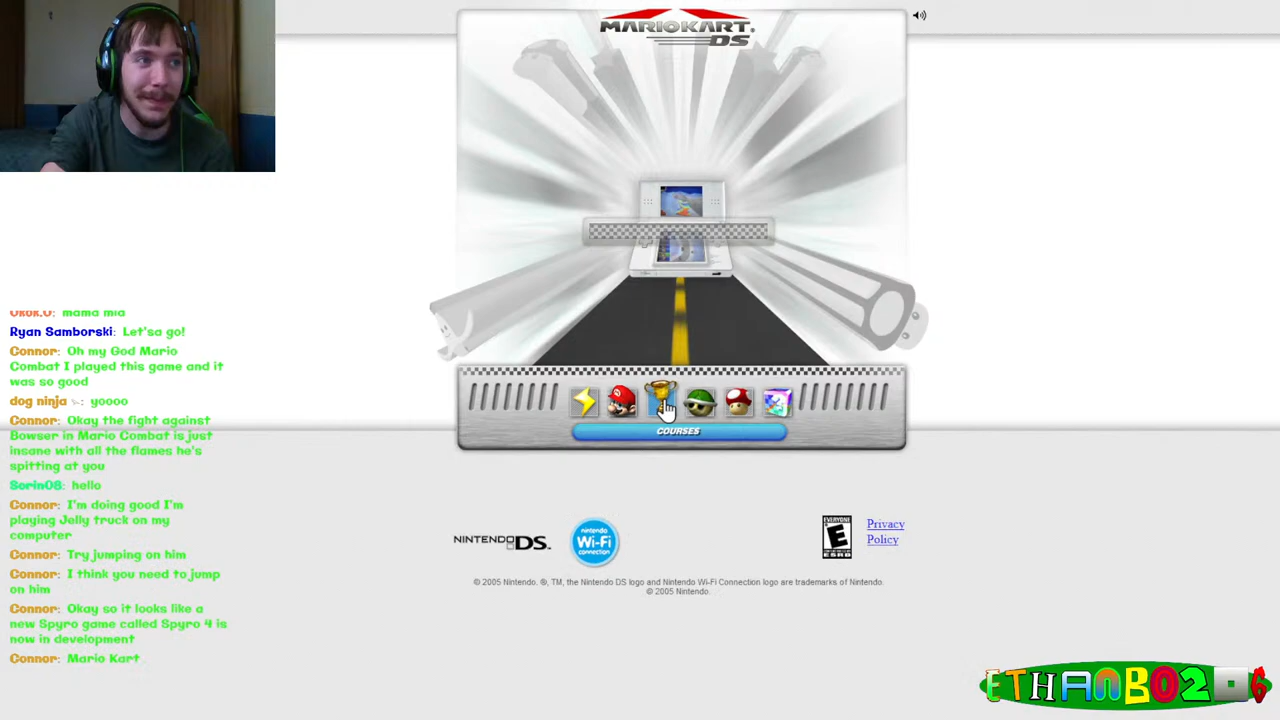 MARIOKART
DS
mama mia
Ryan Samborski: Let'sa go!
Connor: Oh my God Mario
Combat I played this game and it
was so good
dog ninja: yoooo
Connor: Okay the fight against
Bowser in Mario Combat is just
insane with all the flames he's
spitting at you
Sorin08: hello
Connor: I'm doing good I'm
playing Jelly truck on my
computer
Connor: Try jumping on him
Connor: I think you need to jump
on him
Connor: Okay so it looks like a
new Spyro game called Spyro 4 is
now in development
Connor: Mario Kart
COURSES
NINTENDO DS.
nintendo
Wi-Fi
connection
EVERYONE
E
ESRB
Privacy
Policy
© 2005 Nintendo. ®, TM, the Nintendo DS logo and Nintendo Wi-Fi Connection logo are trademarks of Nintendo.
© 2005 Nintendo.
ETHANBO2▫6